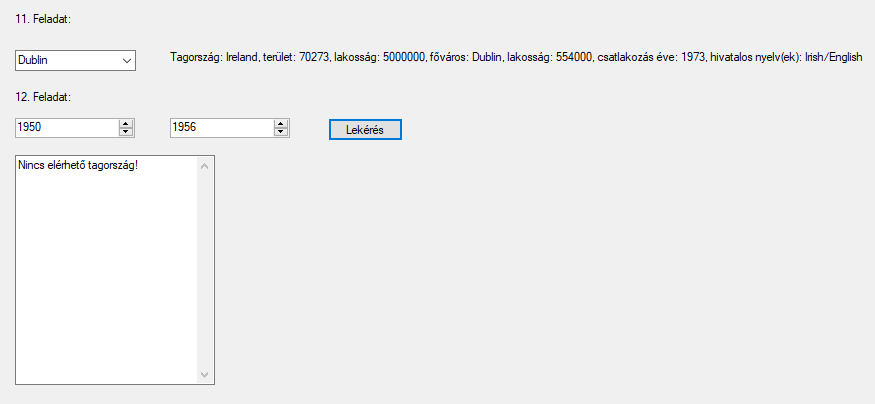 11. Feladat:
Dublin
Tagország: Ireland, terület: 70273, lakosság: 5000000, főváros: Dublin, lakosság: 554000, csatlakozás éve: 1973, hivatalos nyelv(ek): Irish/English
12. Feladat:
1950
1956
Lekérés
Nincs elérhető tagország!